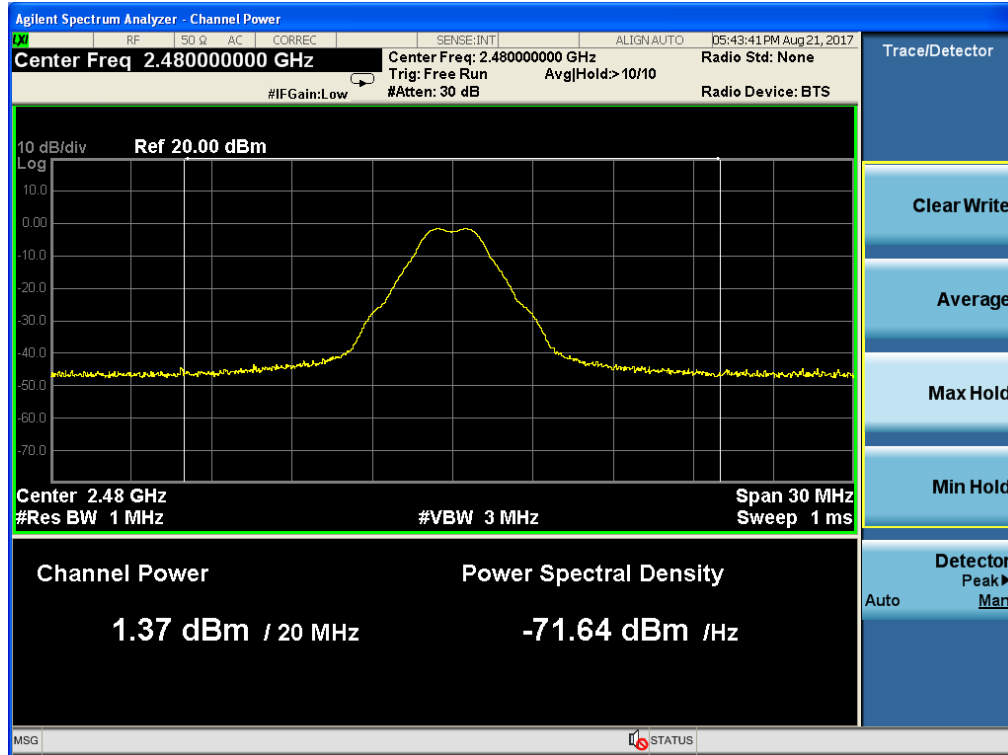 Agilent Spectrum Analyzer - Channel Power
LXI RF 50 Ω AC CORREC SENSE:INT ALIGN AUTO 05:43:41 PM Aug 21, 2017
Center Freq 2.480000000 GHz
Center Freq: 2.480000000 GHz
Radio Std: None
Trig: Free Run Avg|Hold:> 10/10
#IFGain:Low
#Atten: 30 dB
Radio Device: BTS
Trace/Detector
10 dB/div Ref 20.00 dBm
Log
10.0
0.00
-10.0
-20.0
-30.0
-40.0
-50.0
-60.0
-70.0
Center 2.48 GHz Span 30 MHz
#Res BW 1 MHz #VBW 3 MHz Sweep 1 ms
Channel Power
Power Spectral Density
1.37 dBm / 20 MHz
-71.64 dBm /Hz
Clear Write
Average
Max Hold
Min Hold
Detector
Peak
Auto Man
MSG
STATUS